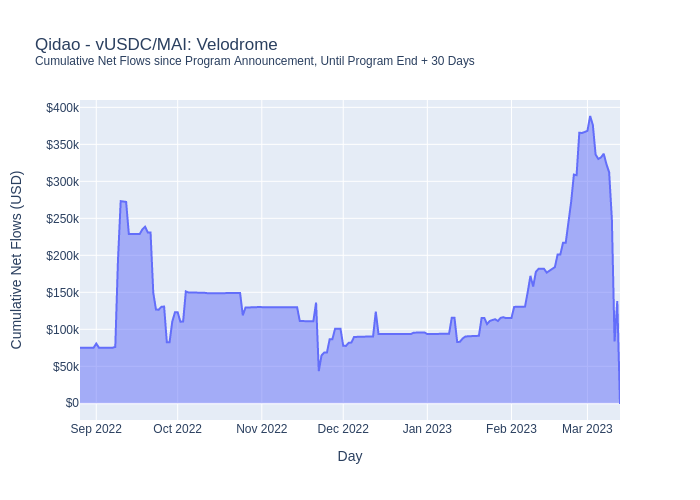 Qidao - vUSDC/MAI: Velodrome
Cumulative Net Flows since Program Announcement, Until Program End + 30 Days
Cumulative Net Flows (USD)
$400k
$350k
$300k
$250k
$200k
$150k
$100k
$50k
$0
Sep 2022 Oct 2022 Nov 2022 Dec 2022 Jan 2023 Feb 2023 Mar 2023
Day